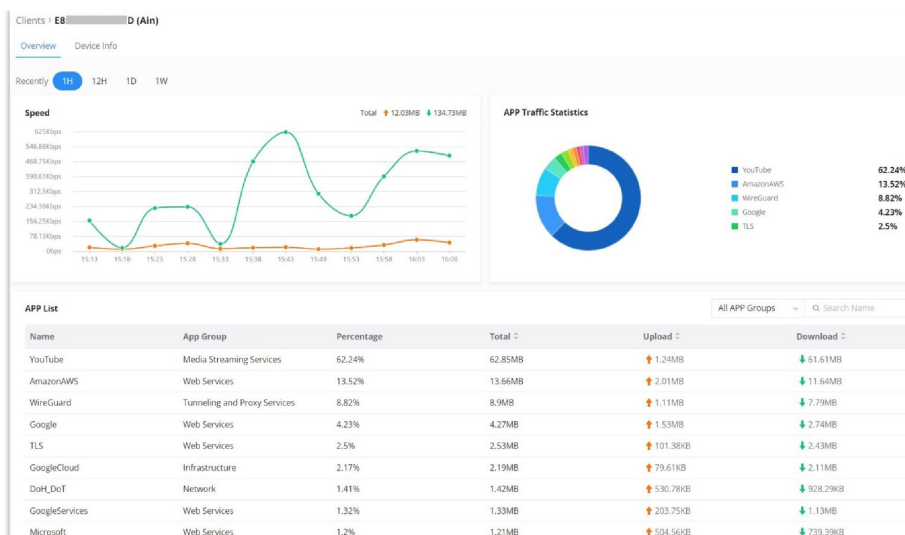 Clients > E8 D (Ain)
Overview Device Info
Recently 1H 12H 1D 1W
Speed Total 12.03MB 134.73MB
625Kbps
546.88Kbps
468.75Kbps
390.63Kbps
312.5Kbps
234.38Kbps
156.25Kbps
78.13Kbps
0bps
15:13 15:18 15:23 15:28 15:33 15:38 15:43 15:48 15:53 15:58 16:03 16:08
APP Traffic Statistics
YouTube 62.24%
AmazonAWS 13.52%
WireGuard 8.82%
Google 4.23%
TLS 2.5%
APP List All APP Groups Search Name
Name App Group Percentage Total Upload Download
YouTube Media Streaming Services 62.24% 62.85MB 1.24MB 61.61MB
AmazonAWS Web Services 13.52% 13.66MB 2.01MB 11.64MB
WireGuard Tunneling and Proxy Services 8.82% 8.9MB 1.11MB 7.79MB
Google Web Services 4.23% 4.27MB 1.53MB 2.74MB
TLS Web Services 2.5% 2.53MB 101.38KB 2.43MB
GoogleCloud Infrastructure 2.17% 2.19MB 79.61KB 2.11MB
DoH_DoT Network 1.41% 1.42MB 530.78KB 928.29KB
GoogleServices Web Services 1.32% 1.33MB 203.75KB 1.13MB
Microsoft Web Services 1.2% 1.21MB 504.56KB 739.39KB